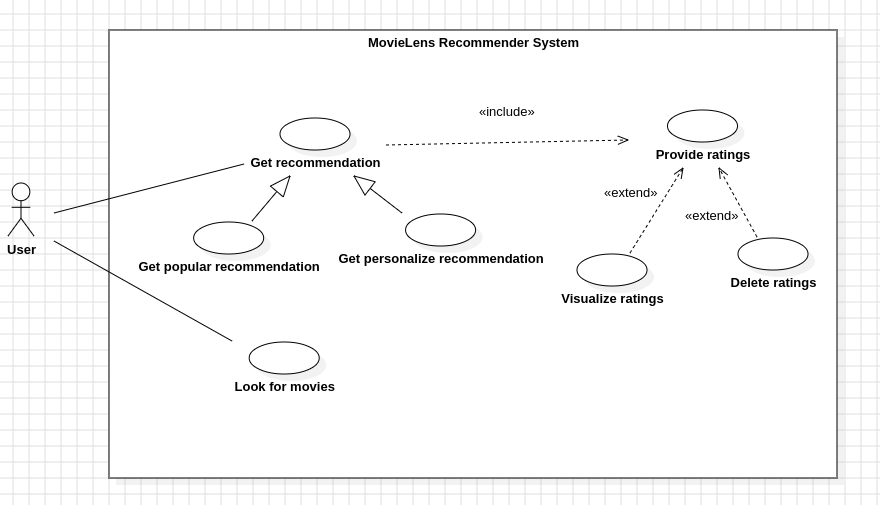 MovieLens Recommender System
«include»
Get recommendation
Provide ratings
«extend»
«extend»
User
Get popular recommendation
Get personalize recommendation
Visualize ratings
Delete ratings
Look for movies